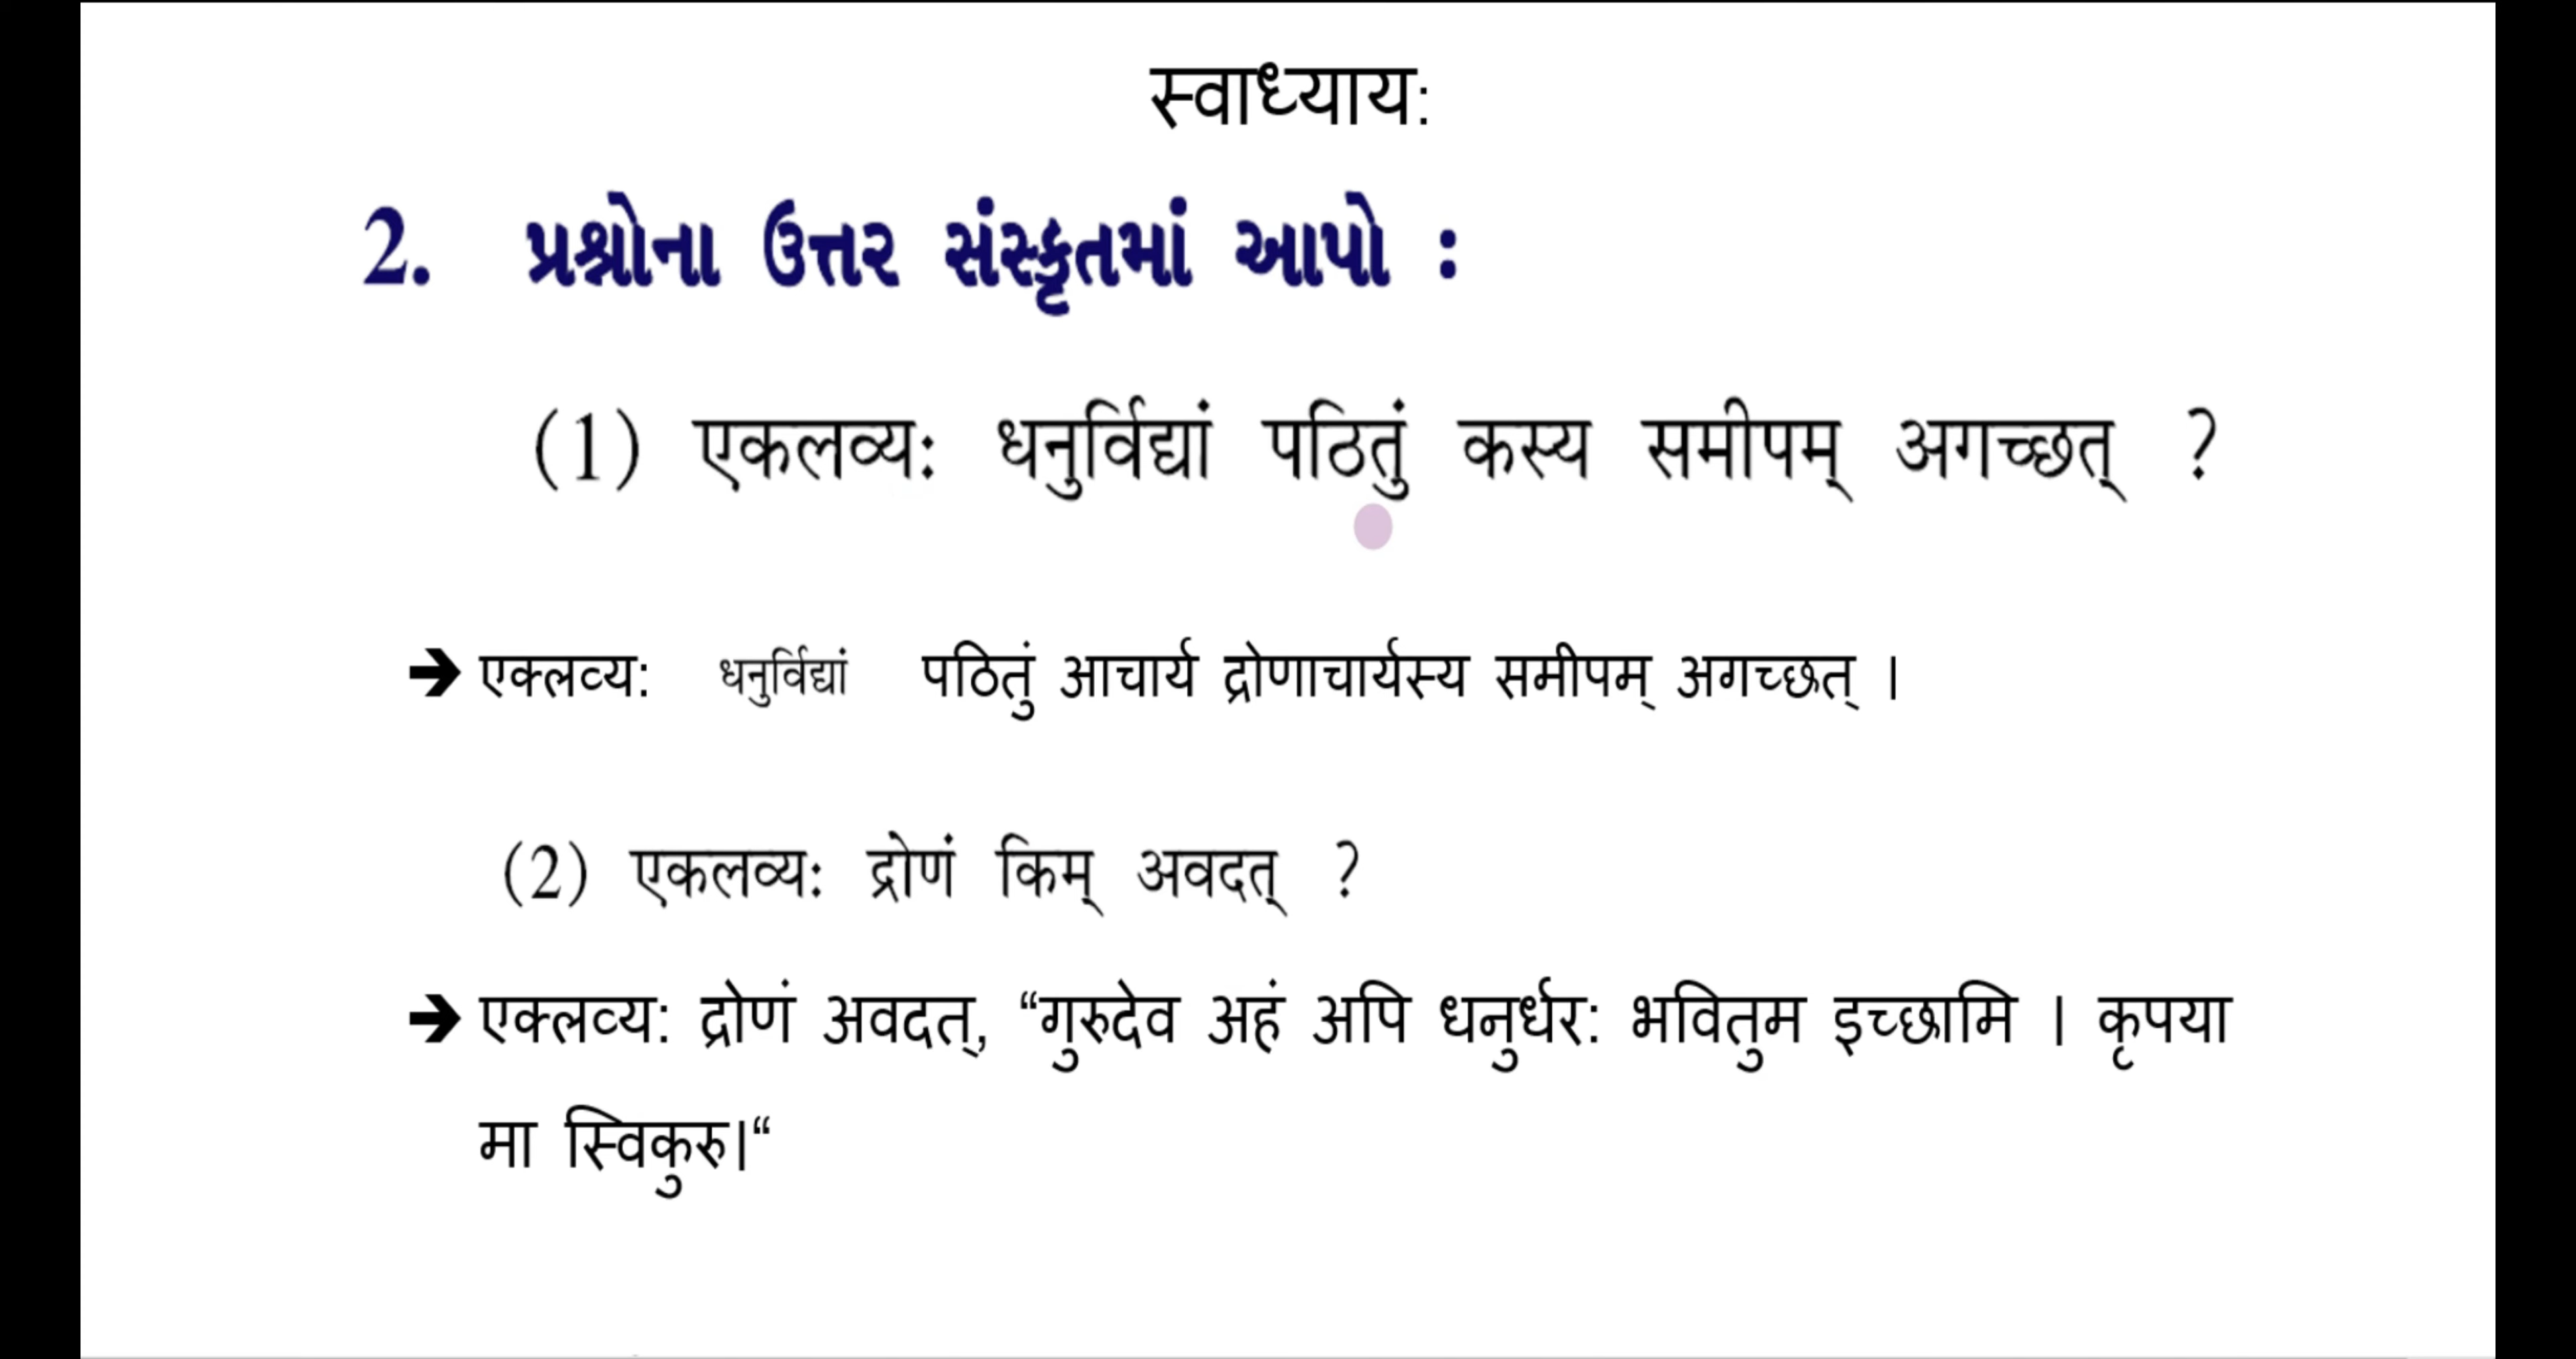 स्वाध्याय:
2. પ્રશ્નોના ઉત્તર સંસ્કૃતમાં આપો :
(1) एकलव्यः धनुर्विद्यां पठितुं कस्य समीपम् अगच्छत् ?
➔ एक्लव्य: धनुर्विद्यां पठितुं आचार्य द्रोणाचार्यस्य समीपम् अगच्छत् ।
(2) एकलव्यः द्रोणं किम् अवदत् ?
➔ एक्लव्य: द्रोणं अवदत्, “गुरुदेव अहं अपि धनुर्धर: भवितुम इच्छामि । कृपया
मा स्विकुरु।“